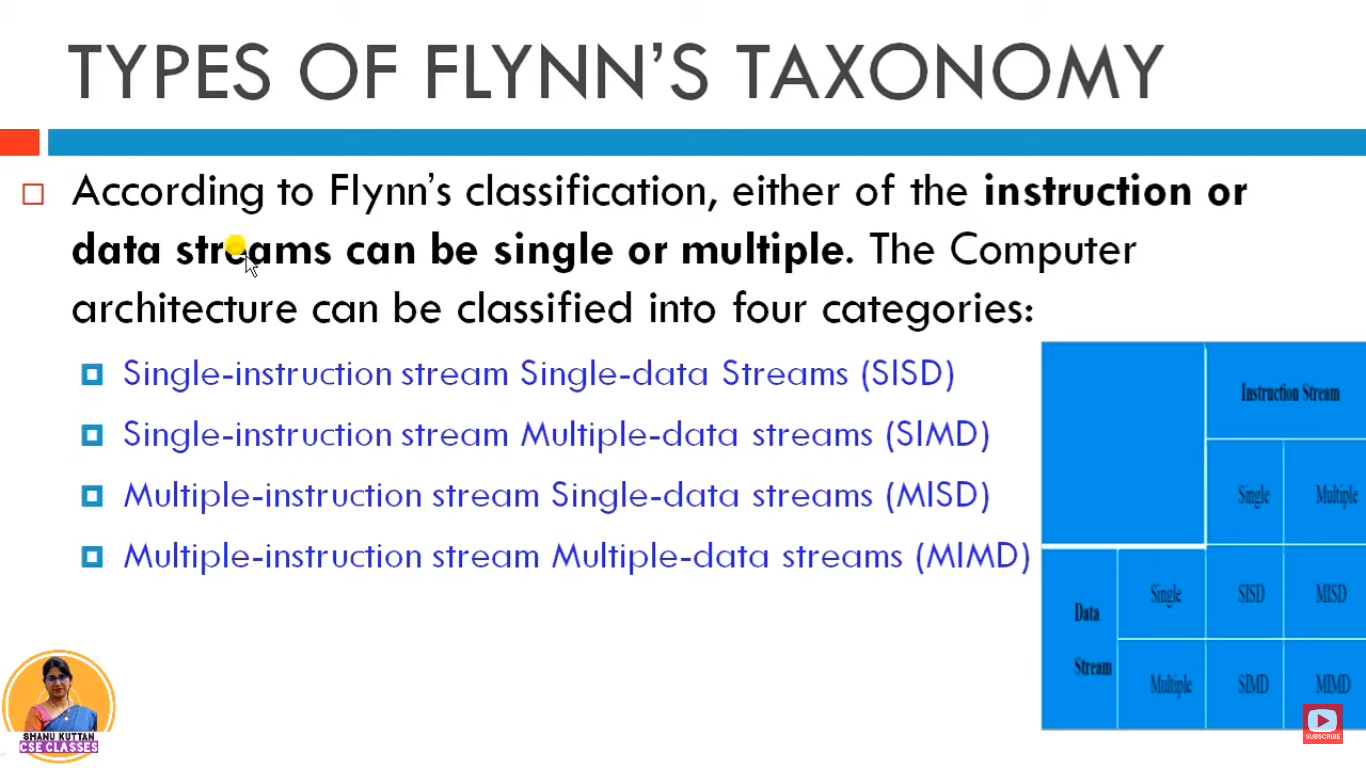 TYPES OF FLYNN’S TAXONOMY
According to Flynn’s classification, either of the instruction or
data streams can be single or multiple. The Computer
architecture can be classified into four categories:
Single-instruction stream Single-data Streams (SISD)
Single-instruction stream Multiple-data streams (SIMD)
Multiple-instruction stream Single-data streams (MISD)
Multiple-instruction stream Multiple-data streams (MIMD)
Instruction Stream
Single Multiple
Data
Stream
Single SISD MISD
Multiple SIMD MIMD
SHANU KUTTAN
CSE CLASSES
SUBSCRIBE